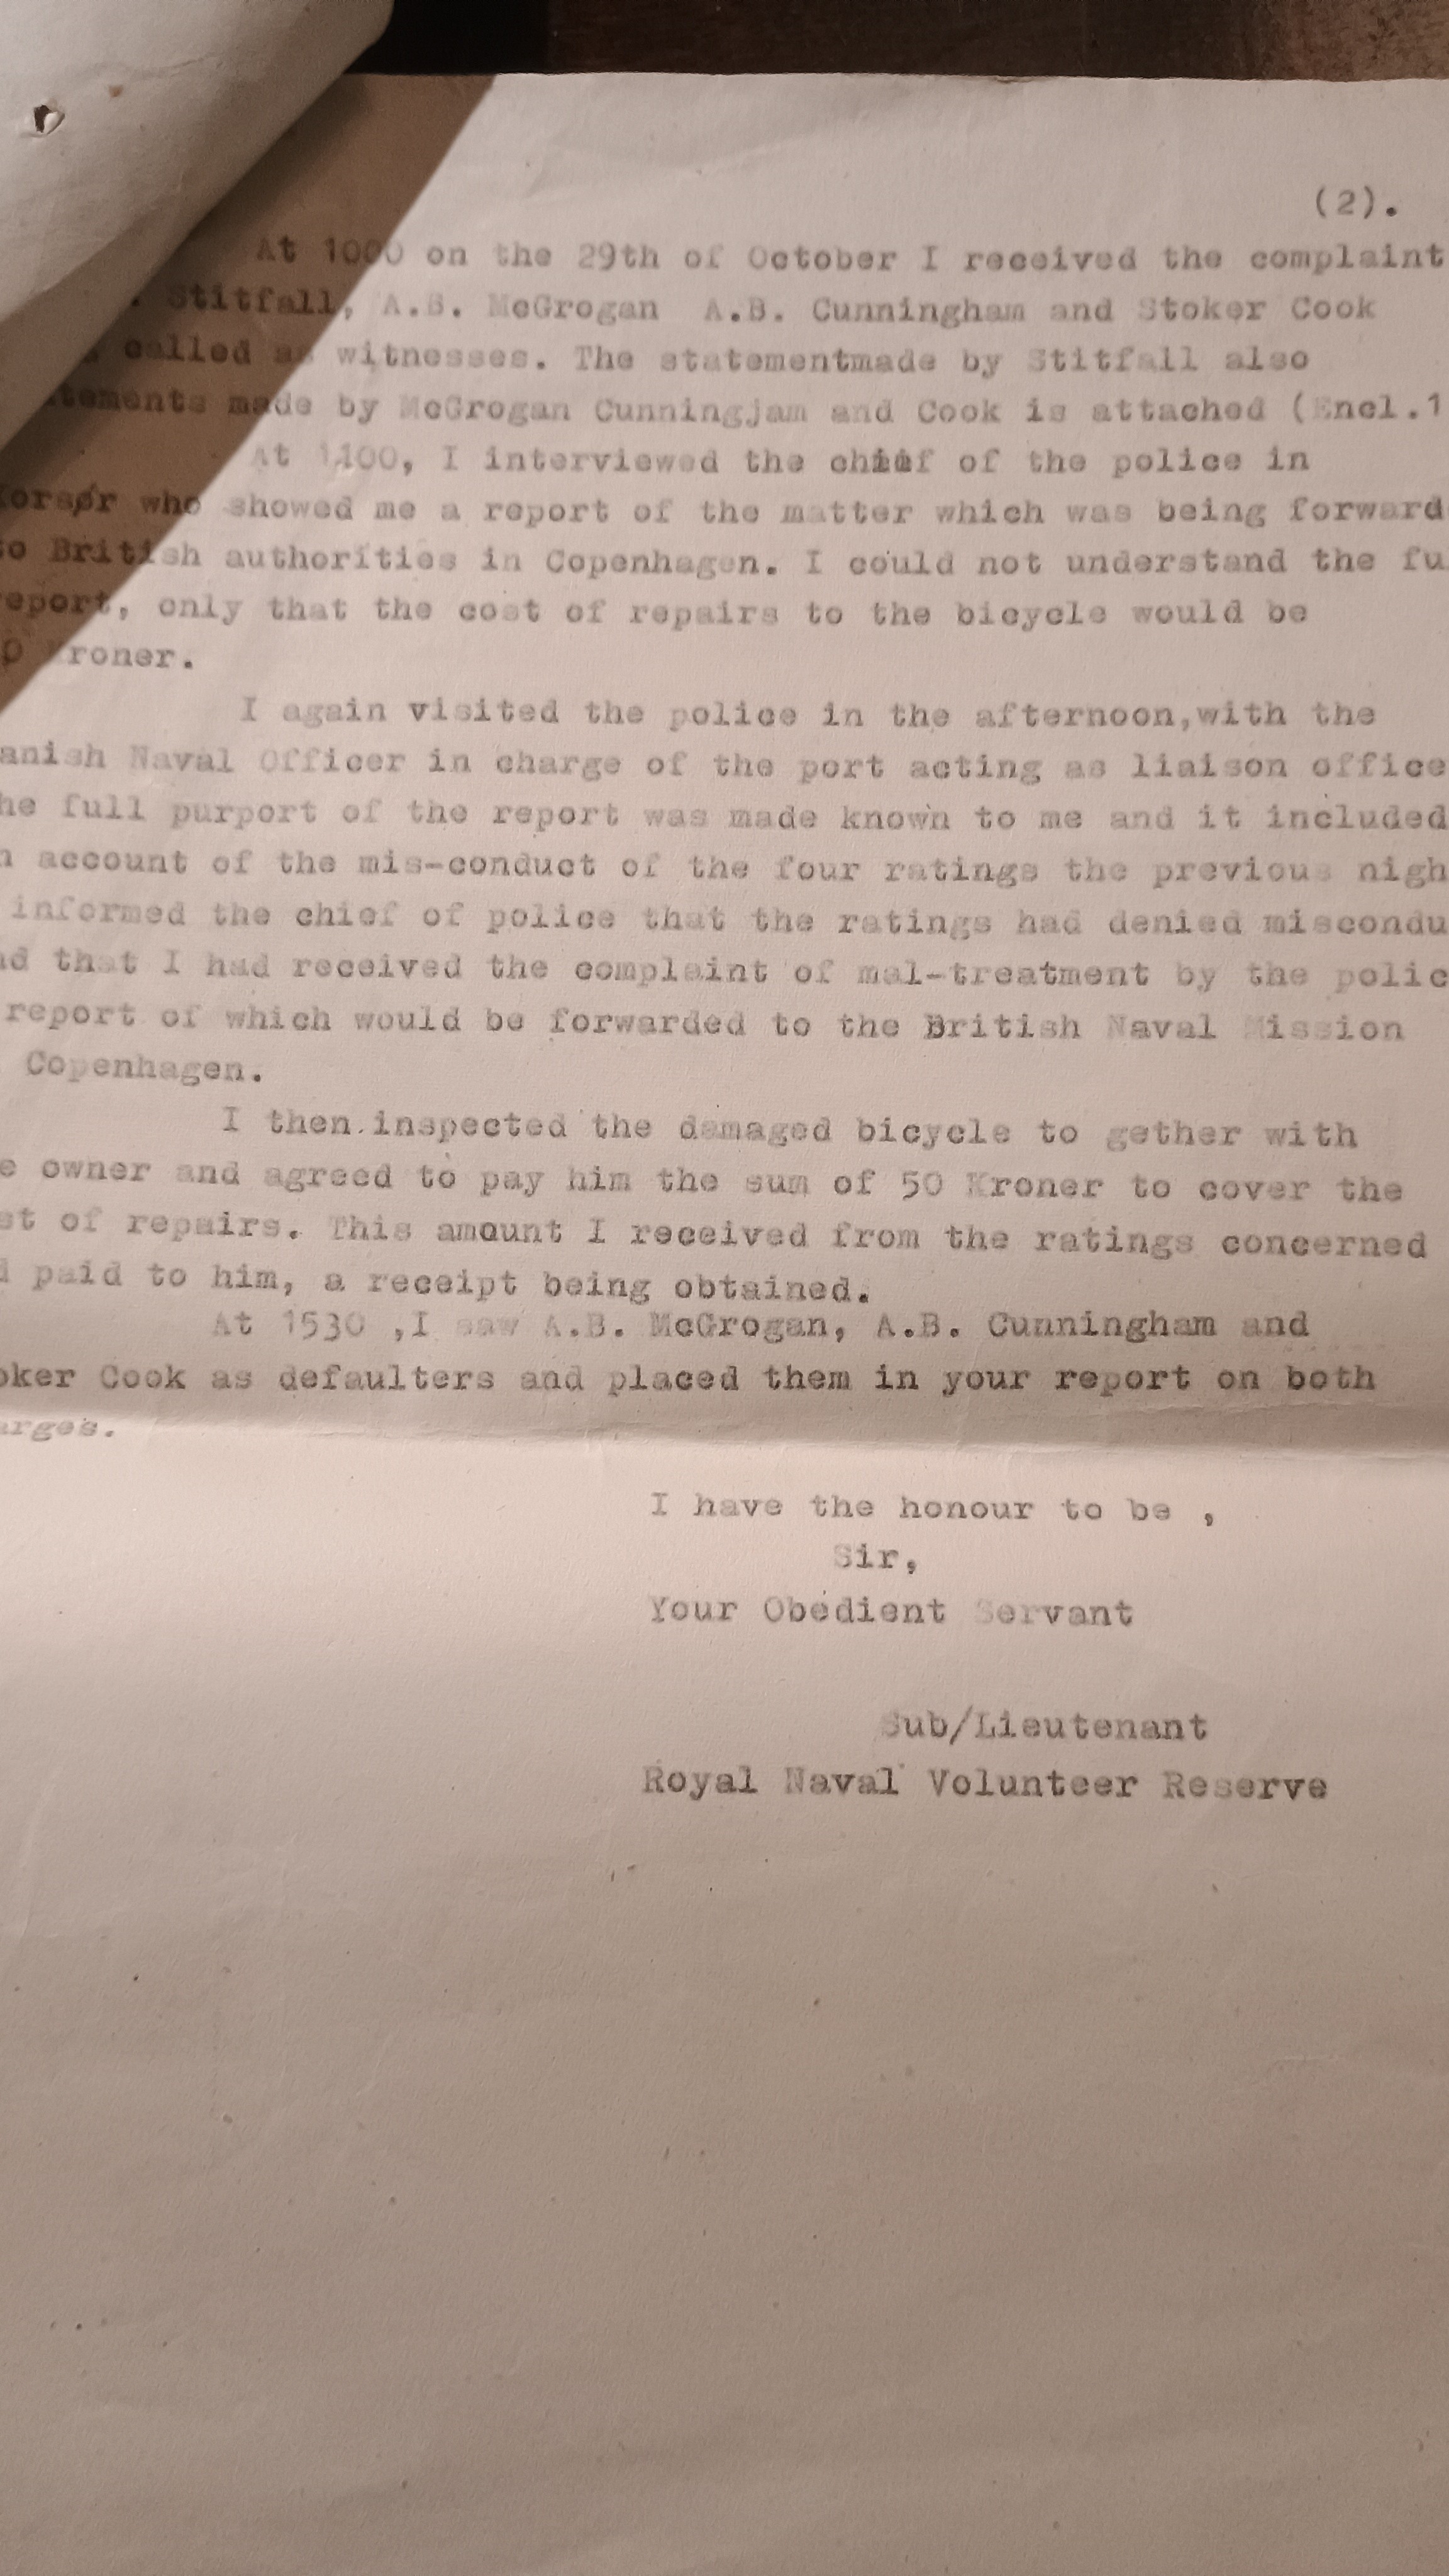 (2).
At 1000 on the 29th of October I received the complaint
. Stitfall, A.B. McGrogan A.B. Cunningham and Stoker Cook
called as witnesses. The statementmade by Stitfall also
tements made by McGrogan Cunningjam and Cook is attached (Encl.1
At 1100, I interviewed the chief of the police in
Korsør who showed me a report of the matter which was being forward
to British authorities in Copenhagen. I could not understand the fu
report, only that the cost of repairs to the bicycle would be
0 Kroner.
I again visited the police in the afternoon,with the
anish Naval Officer in charge of the port acting as liaison office
he full purport of the report was made known to me and it included
n account of the mis-conduct of the four ratings the previous nigh
informed the chief of police that the ratings had denied miscondu
nd that I had received the complaint of mal-treatment by the polic
report of which would be forwarded to the British Naval Mission
Copenhagen.
I then inspected the damaged bicycle to gether with
e owner and agreed to pay him the sum of 50 Kroner to cover the
st of repairs. This amount I received from the ratings concerned
d paid to him, a receipt being obtained.
At 1530 ,I saw A.B. McGrogan, A.B. Cunningham and
oker Cook as defaulters and placed them in your report on both
arges.
I have the honour to be ,
Sir,
Your Obedient Servant
Sub/Lieutenant
Royal Naval Volunteer Reserve